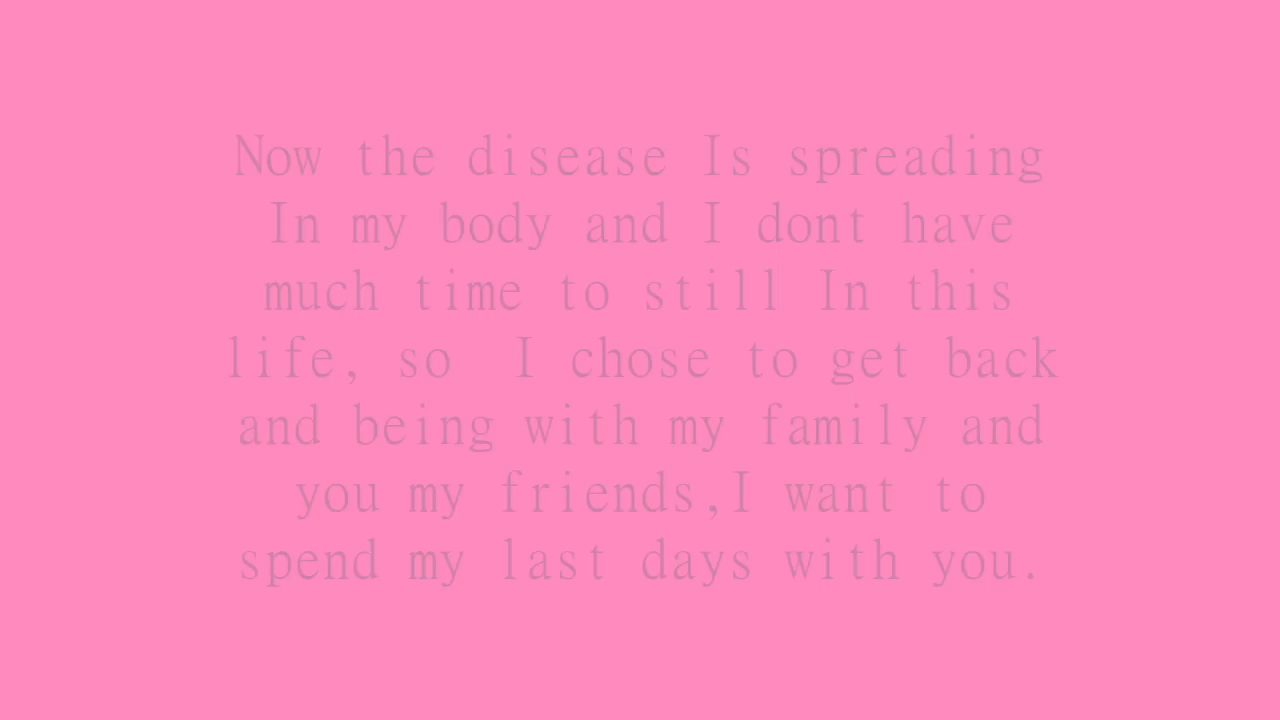 Now the disease Is spreading
In my body and I dont have
much time to still In this
life, so  I chose to get back
and being with my family and
you my friends,I want to
spend my last days with you.